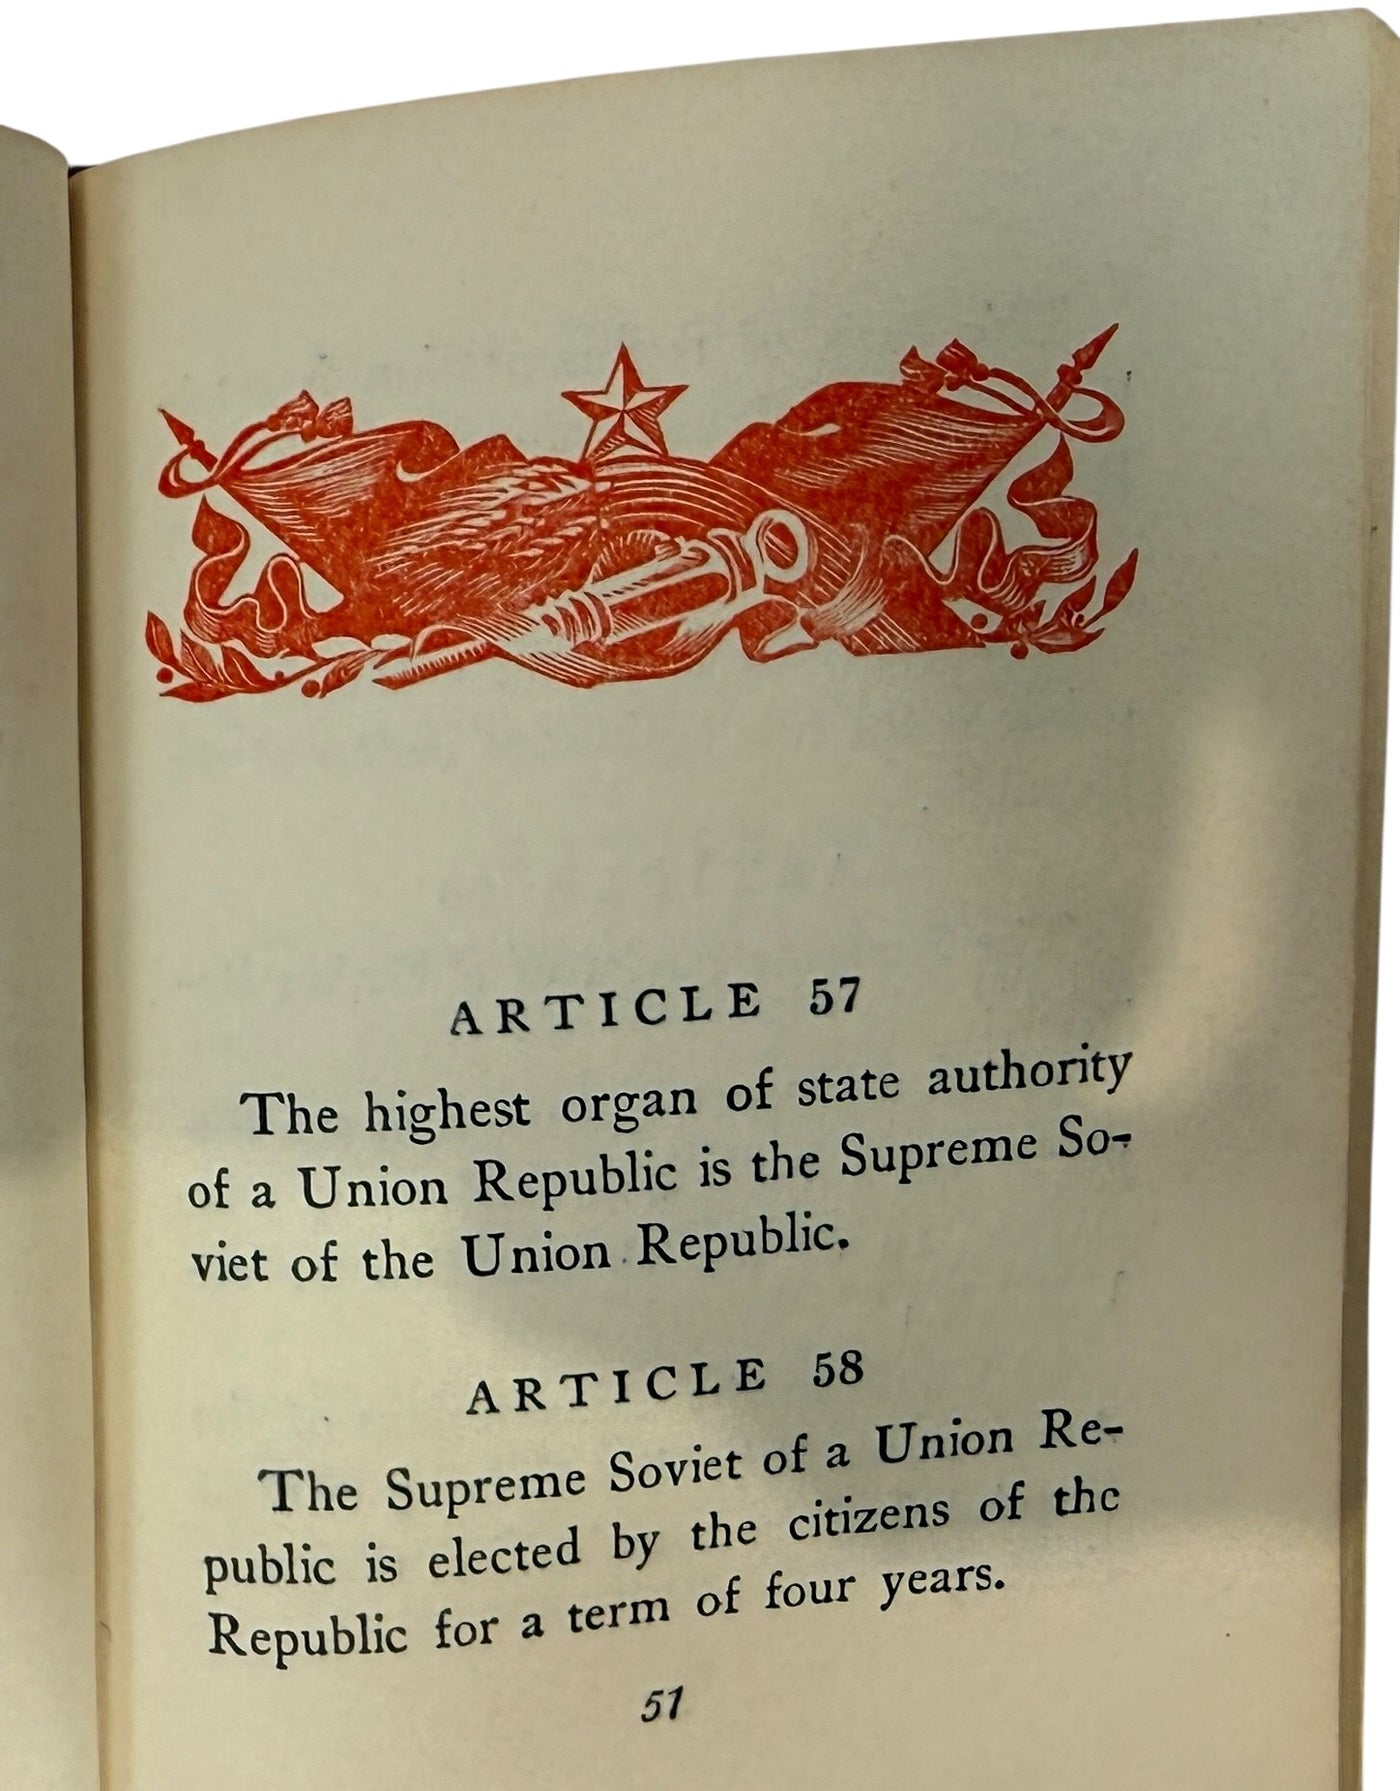 ARTICLE 57
The highest organ of state authority
of a Union Republic is the Supreme So-
viet of the Union Republic.
ARTICLE 58
The Supreme Soviet of a Union Re-
public is elected by the citizens of the
Republic for a term of four years.
51